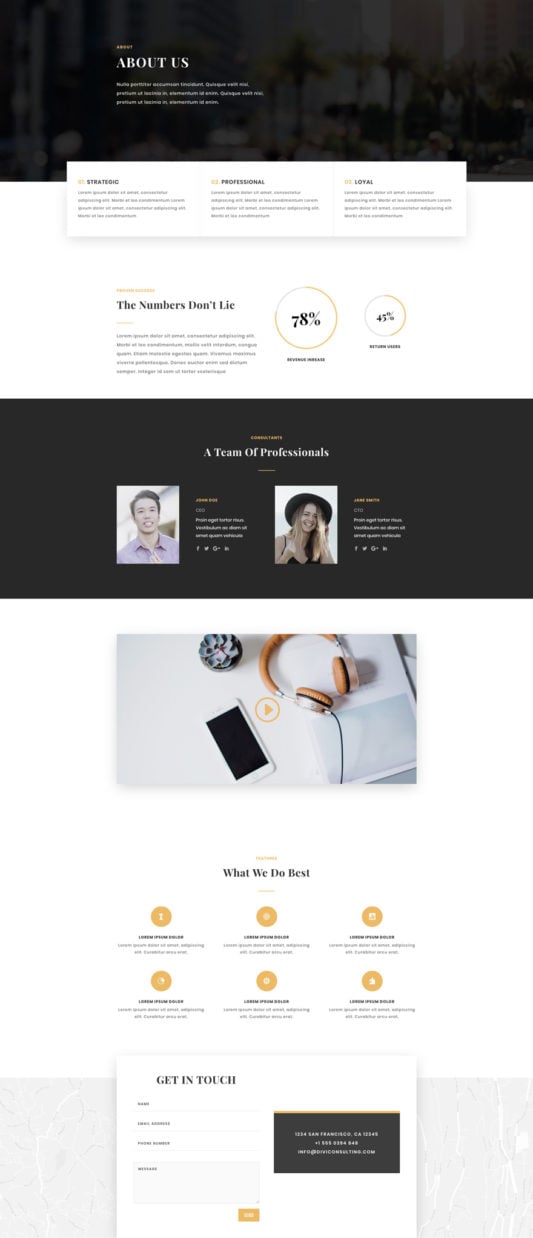 ABOUT
ABOUT US
Nulla porttitor accumsan tincidunt. Quisque velit nisi,
pretium ut lacinia in, elementum id enim. Quisque velit nisi,
pretium ut lacinia in, elementum id enim.
01. STRATEGIC
Lorem ipsum dolor sit amet, consectetur
adipiscing elit. Morbi et leo condimentum Lorem
ipsum dolor sit amet, consectetur adipiscing elit.
Morbi et leo condimentum
02. PROFESSIONAL
Lorem ipsum dolor sit amet, consectetur
adipiscing elit. Morbi et leo condimentum Lorem
ipsum dolor sit amet, consectetur adipiscing elit.
Morbi et leo condimentum
03. LOYAL
Lorem ipsum dolor sit amet, consectetur
adipiscing elit. Morbi et leo condimentum Lorem
ipsum dolor sit amet, consectetur adipiscing elit.
Morbi et leo condimentum
PROVEN SUCCESS
The Numbers Don't Lie
Lorem ipsum dolor sit amet, consectetur adipiscing elit.
Morbi et leo condimentum, mollis velit interdum, congue
quam. Etiam molestie egestas quam. Vivamus maximus
viverra pellentesque. Donec auctor enim sed dictum
semper. Integer id sem ut tortor scelerisque
78%
REVENUE INREASE
45%
RETURN USERS
CONSULTANTS
A Team Of Professionals
JOHN DOE
CEO
Proin eget tortor risus.
Vestibulum ac diam sit
amet quam vehicula
JANE SMITH
CTO
Proin eget tortor risus.
Vestibulum ac diam sit
amet quam vehicula
FEATURES
What We Do Best
LOREM IPSUM DOLOR
Lorem ipsum dolor sit amet, adipiscing
elit. Curabitur arcu erat.
LOREM IPSUM DOLOR
Lorem ipsum dolor sit amet, adipiscing
elit. Curabitur arcu erat.
LOREM IPSUM DOLOR
Lorem ipsum dolor sit amet, adipiscing
elit. Curabitur arcu erat.
LOREM IPSUM DOLOR
Lorem ipsum dolor sit amet, adipiscing
elit. Curabitur arcu erat.
LOREM IPSUM DOLOR
Lorem ipsum dolor sit amet, adipiscing
elit. Curabitur arcu erat.
LOREM IPSUM DOLOR
Lorem ipsum dolor sit amet, adipiscing
elit. Curabitur arcu erat.
GET IN TOUCH
NAME
EMAIL ADDRESS
PHONE NUMBER
MESSAGE
SEND
1234 SAN FRANCISCO, CA 12345
+1 555 0394 848
INFO@DIVICONSULTING.COM